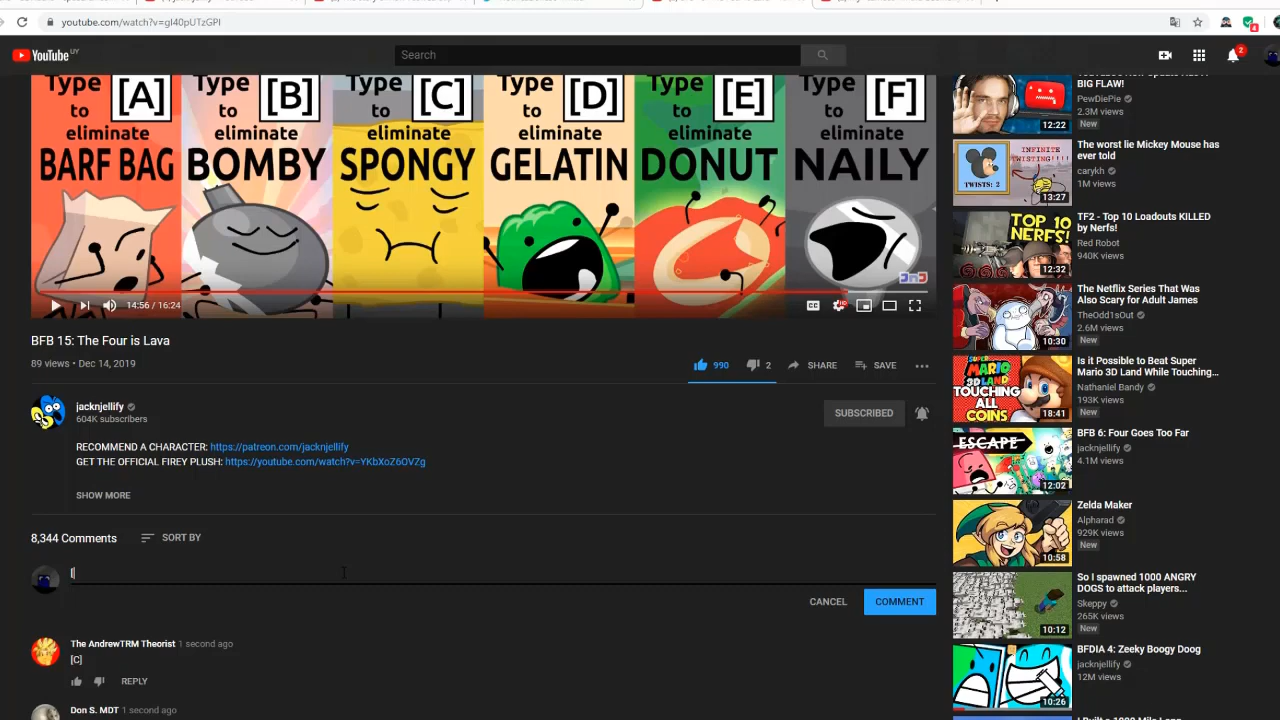 youtube.com/watch?v=gI40pUTzGPI
YouTube UY
Search
2
Type [A] to eliminate BARF BAG
Type [B] to eliminate BOMBY
Type [C] to eliminate SPONGY
Type [D] to eliminate GELATIN
Type [E] to eliminate DONUT
Type [F] to eliminate NAILY
14:56 / 16:24
CC
HD
BFB 15: The Four is Lava
89 views • Dec 14, 2019
990
2
SHARE
SAVE
jacknjellify
604K subscribers
SUBSCRIBED
RECOMMEND A CHARACTER: https://patreon.com/jacknjellify
GET THE OFFICIAL FIREY PLUSH: https://youtube.com/watch?v=YKbXoZ6OVZg
SHOW MORE
8,344 Comments
SORT BY
[
CANCEL
COMMENT
The AndrewTRM Theorist 1 second ago
[C]
REPLY
Don S. MDT 1 second ago
BIG FLAW!
PewDiePie
2.3M views
New
12:22
The worst lie Mickey Mouse has
ever told
carykh
1M views
INFINITE
TWISTING!!!!
TWISTS: 2
13:27
TF2 - Top 10 Loadouts KILLED
by Nerfs!
Red Robot
940K views
TOP 10
NERFS!
12:32
The Netflix Series That Was
Also Scary for Adult James
TheOdd1sOut
2.6M views
New
10:30
Is it Possible to Beat Super
Mario 3D Land While Touching...
Nathaniel Bandy
193K views
New
SUPER
MARIO
3D LAND
TOUCHING
ALL
COINS
18:41
BFB 6: Four Goes Too Far
jacknjellify
4.1M views
ESCAPE
12:02
Zelda Maker
Alpharad
929K views
New
10:58
So I spawned 1000 ANGRY
DOGS to attack players...
Skeppy
265K views
New
10:12
BFDIA 4: Zeeky Boogy Doog
jacknjellify
12M views
10:26